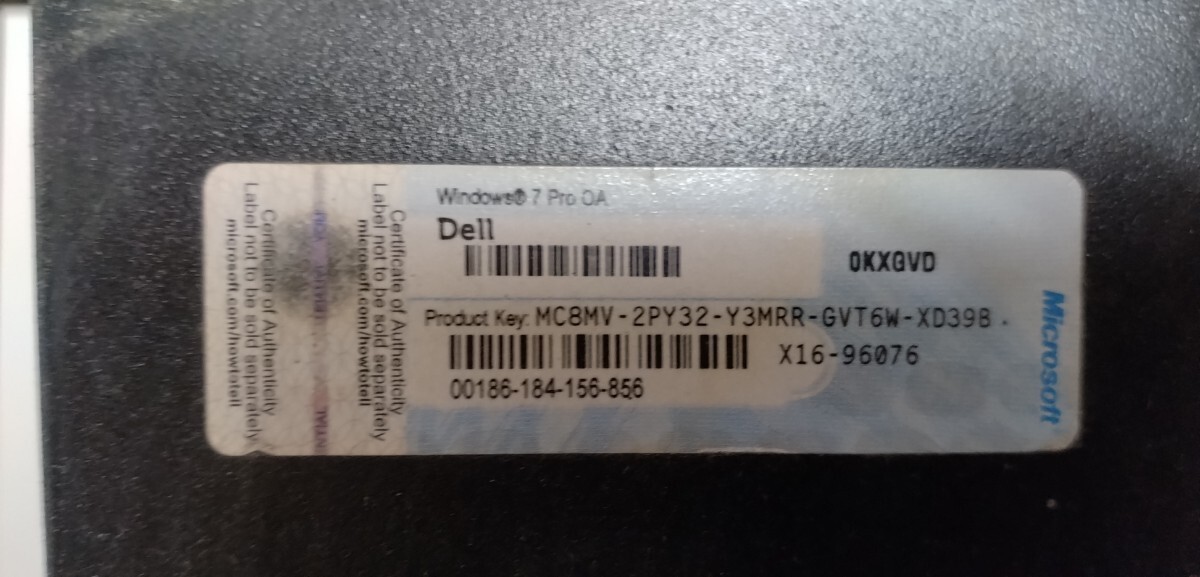 Windows® 7 Pro OA
Dell
0KXGVD
Product Key: MC8MV-2PY32-Y3MRR-GVT6W-XD39B
X16-96076
00186-184-156-856
Microsoft
Certificate of Authenticity
Label not to be sold separately
microsoft.com/howtotell
Certificate of Authenticity
Label not to be sold separately
microsoft.com/howtotell